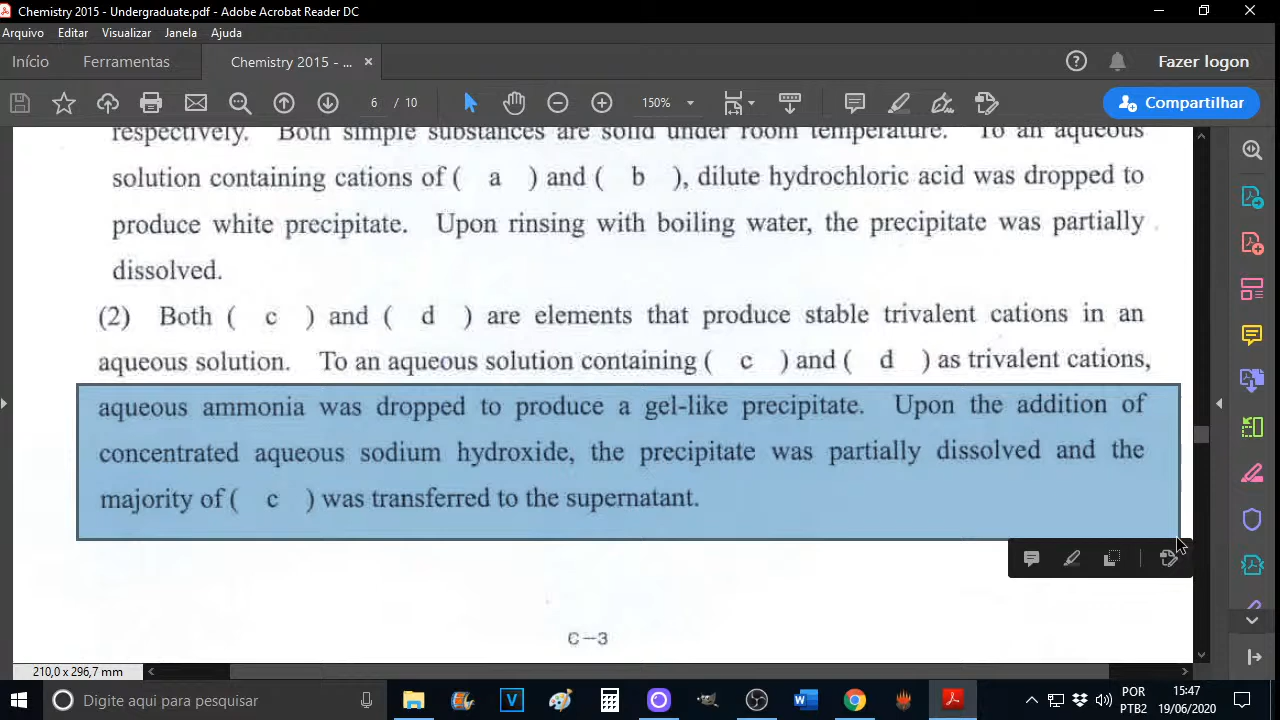 Chemistry 2015 - Undergraduate.pdf - Adobe Acrobat Reader DC
Arquivo Editar Visualizar Janela Ajuda
Início Ferramentas Chemistry 2015 - ... × Fazer logon
6 / 10 150% Compartilhar
respectively. Both simple substances are solid under room temperature. To an aqueous
solution containing cations of ( a ) and ( b ), dilute hydrochloric acid was dropped to
produce white precipitate. Upon rinsing with boiling water, the precipitate was partially
dissolved.
(2) Both ( c ) and ( d ) are elements that produce stable trivalent cations in an
aqueous solution. To an aqueous solution containing ( c ) and ( d ) as trivalent cations,
aqueous ammonia was dropped to produce a gel-like precipitate. Upon the addition of
concentrated aqueous sodium hydroxide, the precipitate was partially dissolved and the
majority of ( c ) was transferred to the supernatant.
C-3
210,0 x 296,7 mm
Digite aqui para pesquisar
POR 15:47
PTB2 19/06/2020